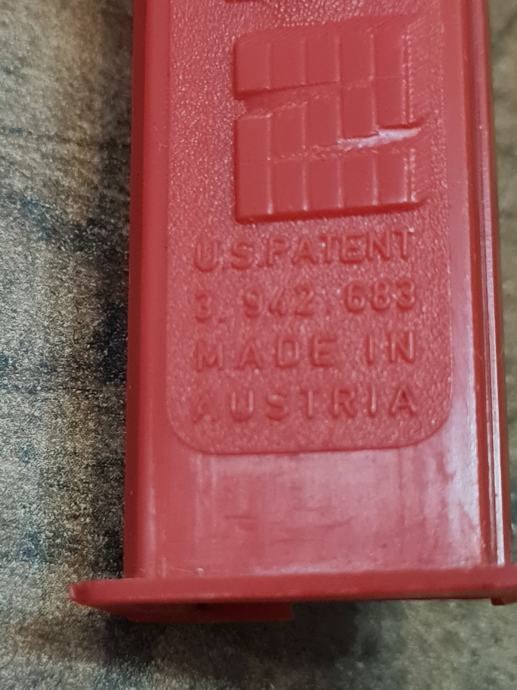 U.S.PATENT
3,942,683
MADE IN
AUSTRIA